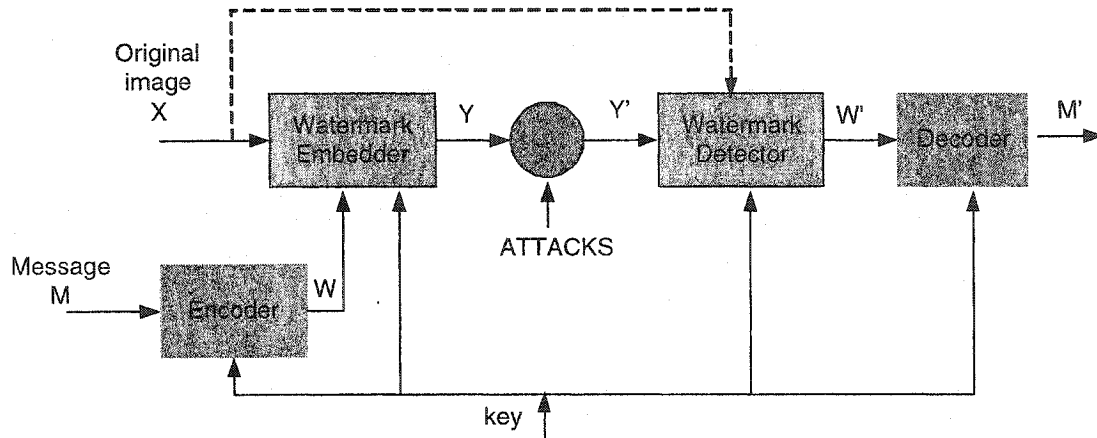 Original
image
X
Watermark
Embedder
Y
Y'
Watermark
Detector
W'
Decoder
M'
ATTACKS
Message
M
Encoder
W
key